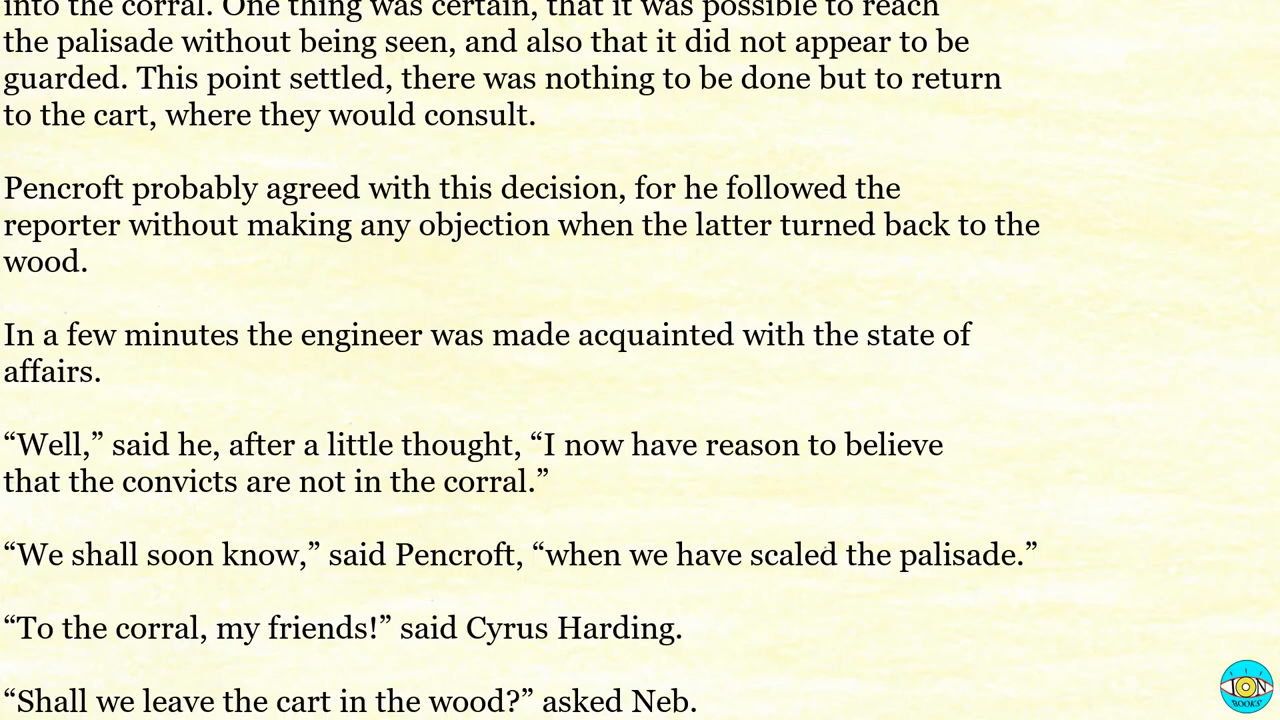 into the corral. One thing was certain, that it was possible to reach
the palisade without being seen, and also that it did not appear to be
guarded. This point settled, there was nothing to be done but to return
to the cart, where they would consult.
Pencroft probably agreed with this decision, for he followed the
reporter without making any objection when the latter turned back to the
wood.
In a few minutes the engineer was made acquainted with the state of
affairs.
“Well,” said he, after a little thought, “I now have reason to believe
that the convicts are not in the corral.”
“We shall soon know,” said Pencroft, “when we have scaled the palisade.”
“To the corral, my friends!” said Cyrus Harding.
“Shall we leave the cart in the wood?” asked Neb.
ION
BOOKS